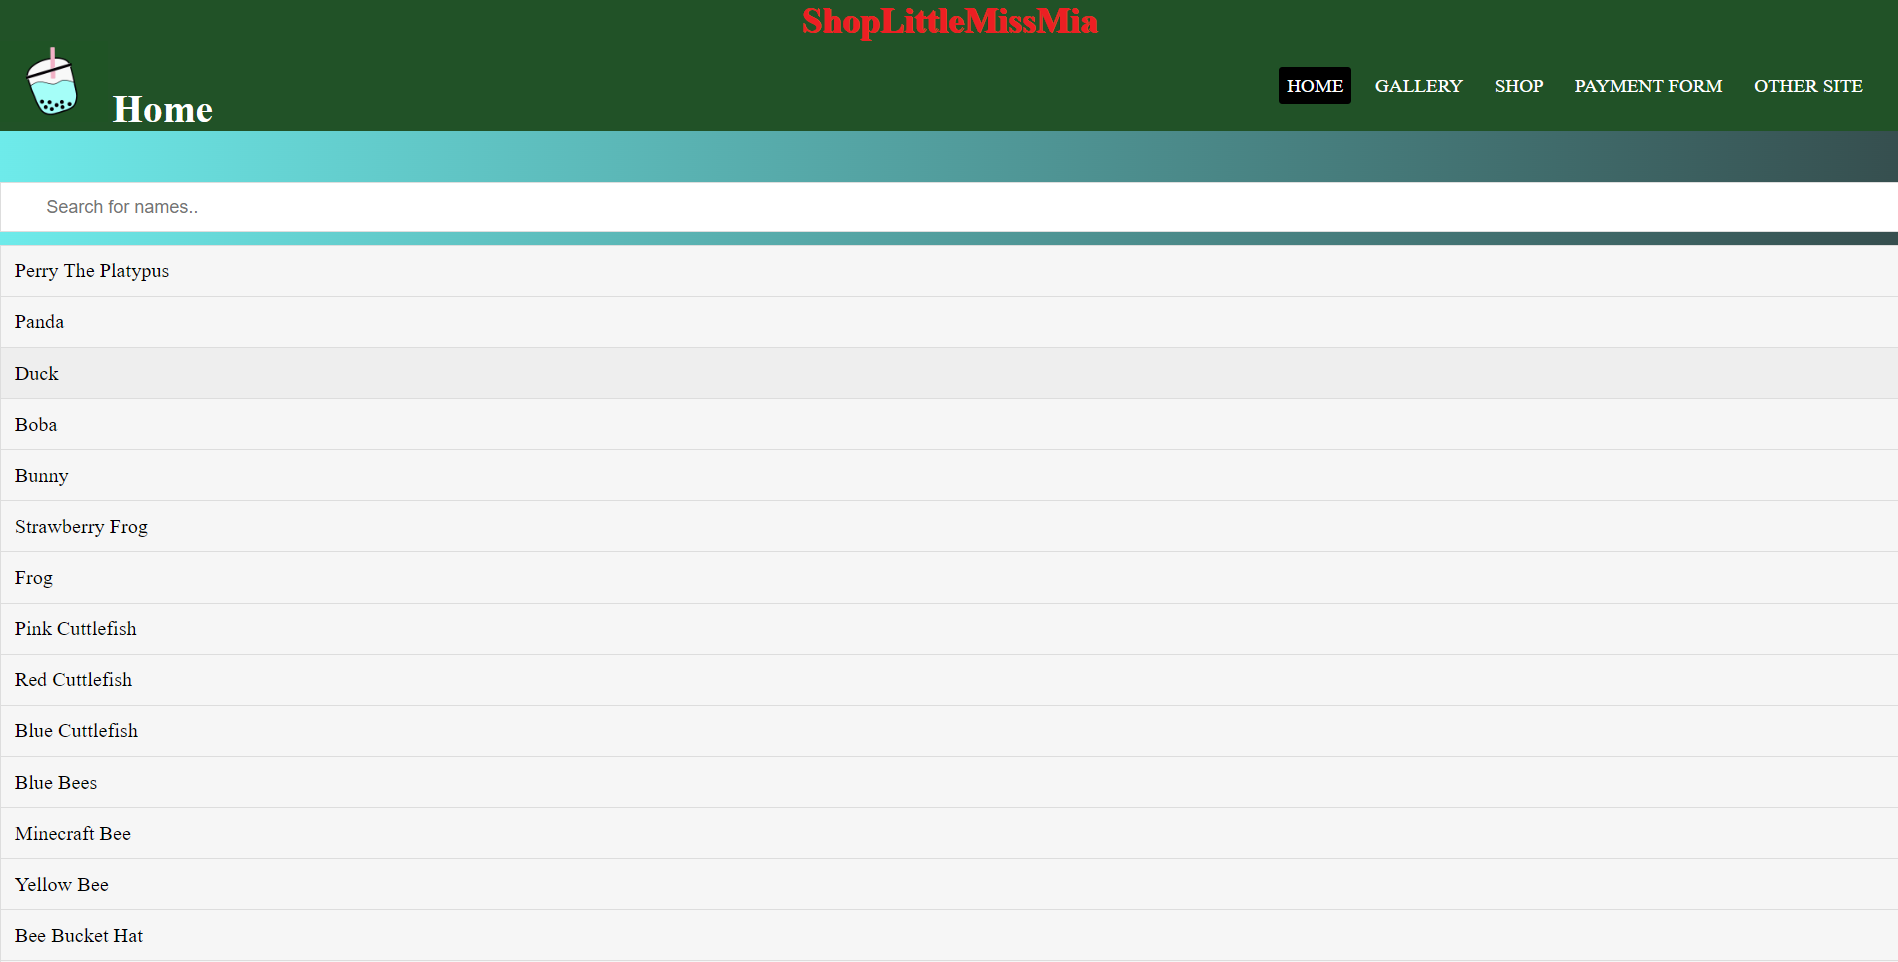 ShopLittleMissMia
Home
HOME GALLERY SHOP PAYMENT FORM OTHER SITE
Search for names..
Perry The Platypus
Panda
Duck
Boba
Bunny
Strawberry Frog
Frog
Pink Cuttlefish
Red Cuttlefish
Blue Cuttlefish
Blue Bees
Minecraft Bee
Yellow Bee
Bee Bucket Hat